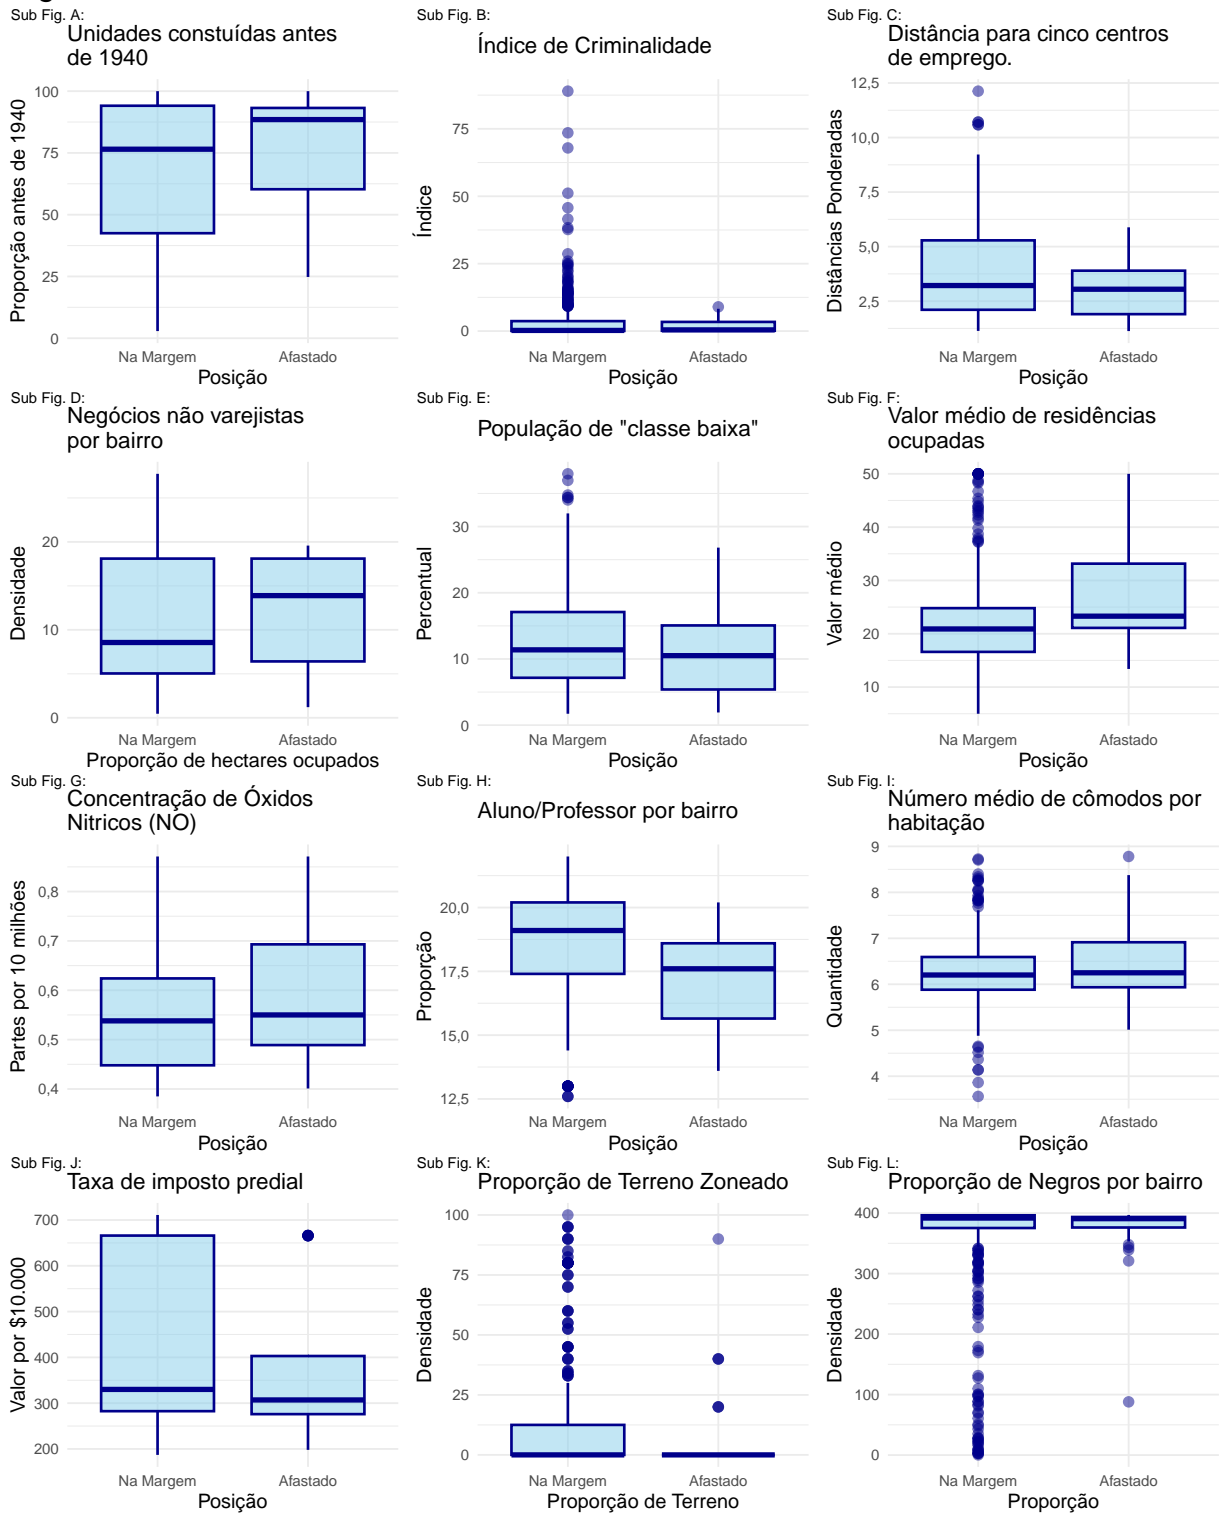 Sub Fig. A:
Unidades constuídas antes
de 1940
Proporção antes de 1940
100
75
50
25
0
Na Margem
Afastado
Posição
Sub Fig. B:
Índice de Criminalidade
Índice
75
50
25
0
Na Margem
Afastado
Posição
Sub Fig. C:
Distância para cinco centros
de emprego.
Distâncias Ponderadas
12,5
10,0
7,5
5,0
2,5
Na Margem
Afastado
Posição
Sub Fig. D:
Negócios não varejistas
por bairro
Densidade
20
10
0
Na Margem
Afastado
Proporção de hectares ocupados
Sub Fig. E:
População de "classe baixa"
Percentual
30
20
10
0
Na Margem
Afastado
Posição
Sub Fig. F:
Valor médio de residências
ocupadas
Valor médio
50
40
30
20
10
Na Margem
Afastado
Posição
Sub Fig. G:
Concentração de Óxidos
Nitricos (NO)
Partes por 10 milhões
0,8
0,7
0,6
0,5
0,4
Na Margem
Afastado
Posição
Sub Fig. H:
Aluno/Professor por bairro
Proporção
20,0
17,5
15,0
12,5
Na Margem
Afastado
Posição
Sub Fig. I:
Número médio de cômodos por
habitação
Quantidade
9
8
7
6
5
4
Na Margem
Afastado
Posição
Sub Fig. J:
Taxa de imposto predial
Valor por $10.000
700
600
500
400
300
200
Na Margem
Afastado
Posição
Sub Fig. K:
Proporção de Terreno Zoneado
Densidade
100
75
50
25
0
Na Margem
Afastado
Proporção de Terreno
Sub Fig. L:
Proporção de Negros por bairro
Densidade
400
300
200
100
0
Na Margem
Afastado
Proporção